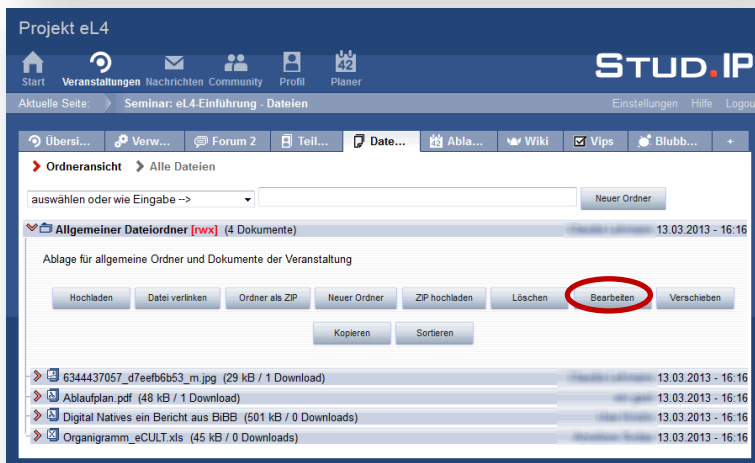 Projekt eL4
Start Veranstaltungen Nachrichten Community Profil Planer
42
STUD.IP
Aktuelle Seite: Seminar: eL4-Einführung - Dateien Einstellungen Hilfe Logou
Übersi... Verw... Forum 2 Teil... Date... Abla... Wiki Vips Blubb... +
Ordneransicht Alle Dateien
auswählen oder wie Eingabe --> Neuer Ordner
Allgemeiner Dateiordner [rwx] (4 Dokumente) 13.03.2013 - 16:16
Ablage für allgemeine Ordner und Dokumente der Veranstaltung
Hochladen Datei verlinken Ordner als ZIP Neuer Ordner ZIP hochladen Löschen Bearbeiten Verschieben
Kopieren Sortieren
6344437057_d7eefb6b53_m.jpg (29 kB / 1 Download) 13.03.2013 - 16:16
Ablaufplan.pdf (48 kB / 1 Download) 13.03.2013 - 16:16
Digital Natives ein Bericht aus BiBB (501 kB / 0 Downloads) 13.03.2013 - 16:16
Organigramm_eCULT.xls (45 kB / 0 Downloads) 13.03.2013 - 16:16